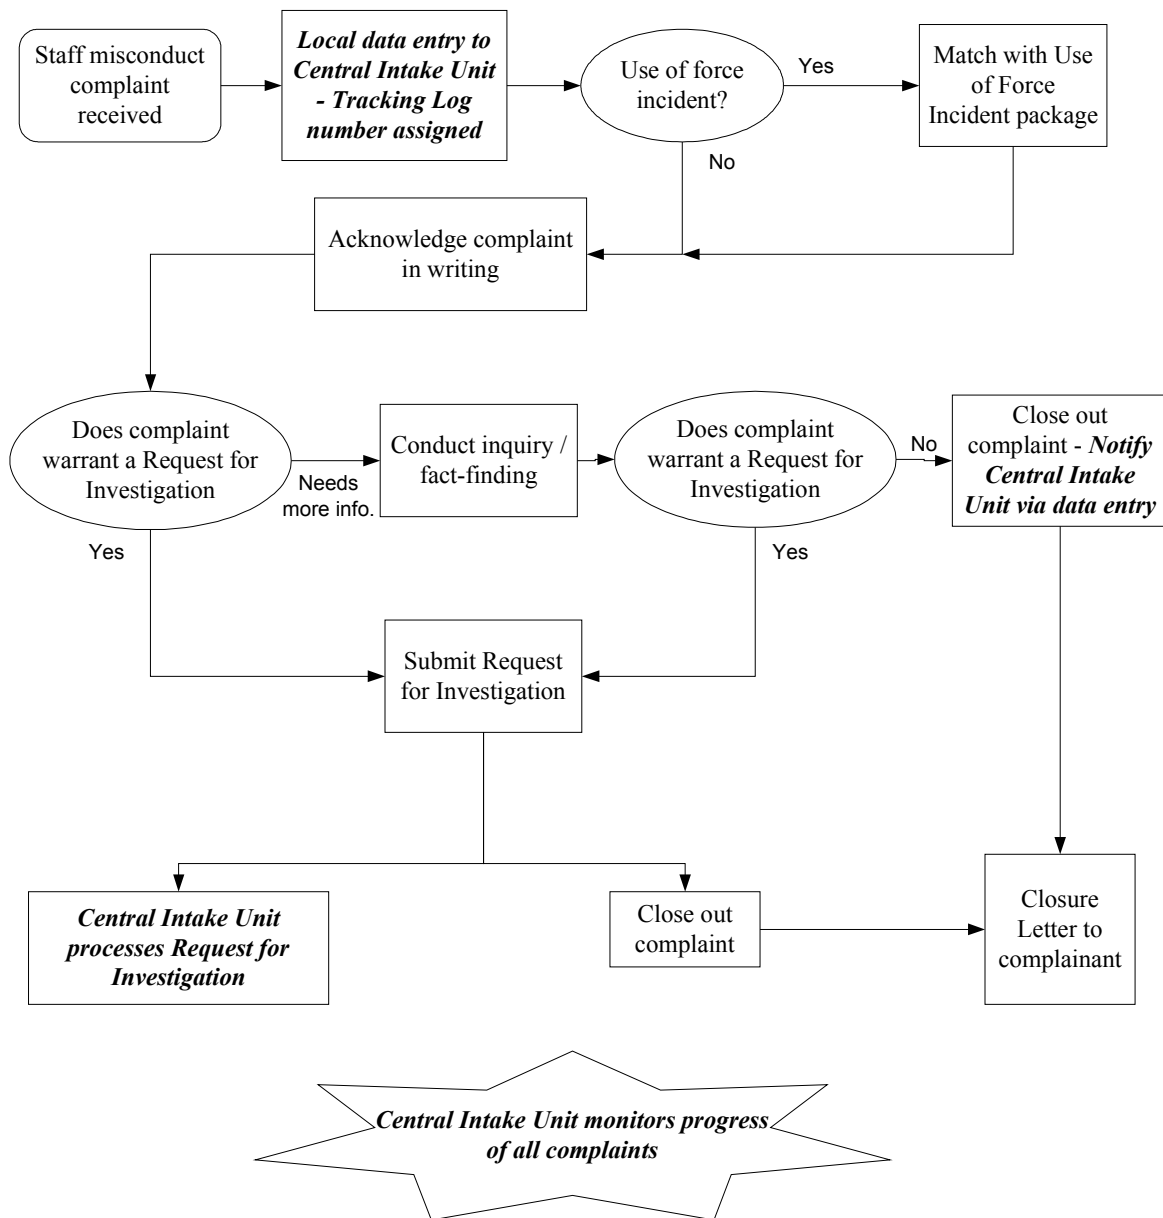 Staff misconduct
complaint
received
Local data entry to
Central Intake Unit
- Tracking Log
number assigned
Use of force
incident?
Yes
Match with Use
of Force
Incident package
No
Acknowledge complaint
in writing
Does complaint
warrant a Request for
Investigation
Needs
more info.
Conduct inquiry /
fact-finding
Does complaint
warrant a Request for
Investigation
No
Close out
complaint - Notify
Central Intake
Unit via data entry
Yes
Yes
Submit Request
for Investigation
Central Intake Unit
processes Request for
Investigation
Close out
complaint
Closure
Letter to
complainant
Central Intake Unit monitors progress
of all complaints